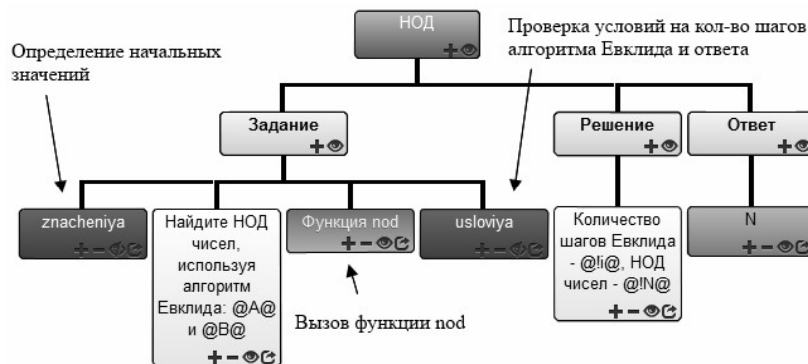 НОД
Определение начальных
значений
Проверка условий на кол-во шагов
алгоритма Евклида и ответа
Задание
Решение
Ответ
znacheniya
Найдите НОД
чисел,
используя
алгоритм
Евклида: @A@
и @B@
Функция nod
usloviya
Количество
шагов Евклида
- @!i@, НОД
чисел - @!N@
N
Вызов функции nod